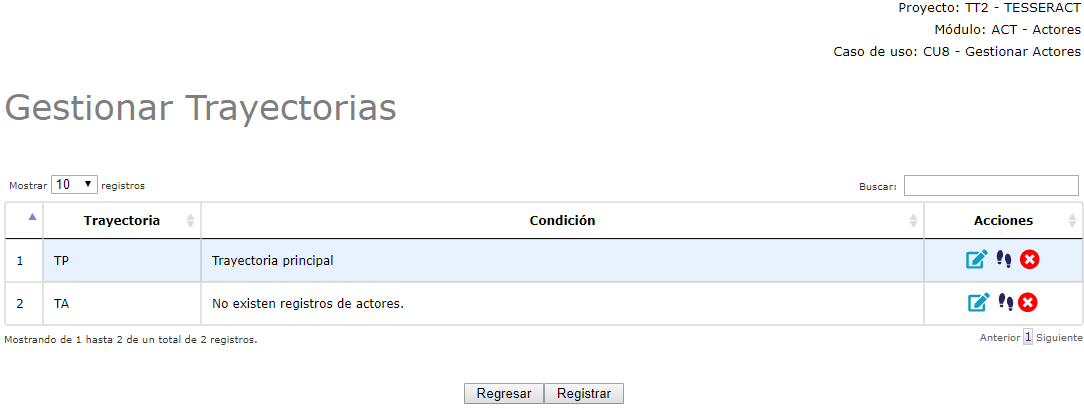 Proyecto: TT2 - TESSERACT
Módulo: ACT - Actores
Caso de uso: CU8 - Gestionar Actores
Gestionar Trayectorias
Mostrar 10 registros Buscar:
Trayectoria Condición Acciones
1 TP Trayectoria principal
2 TA No existen registros de actores.
Mostrando de 1 hasta 2 de un total de 2 registros. Anterior 1 Siguiente
Regresar Registrar